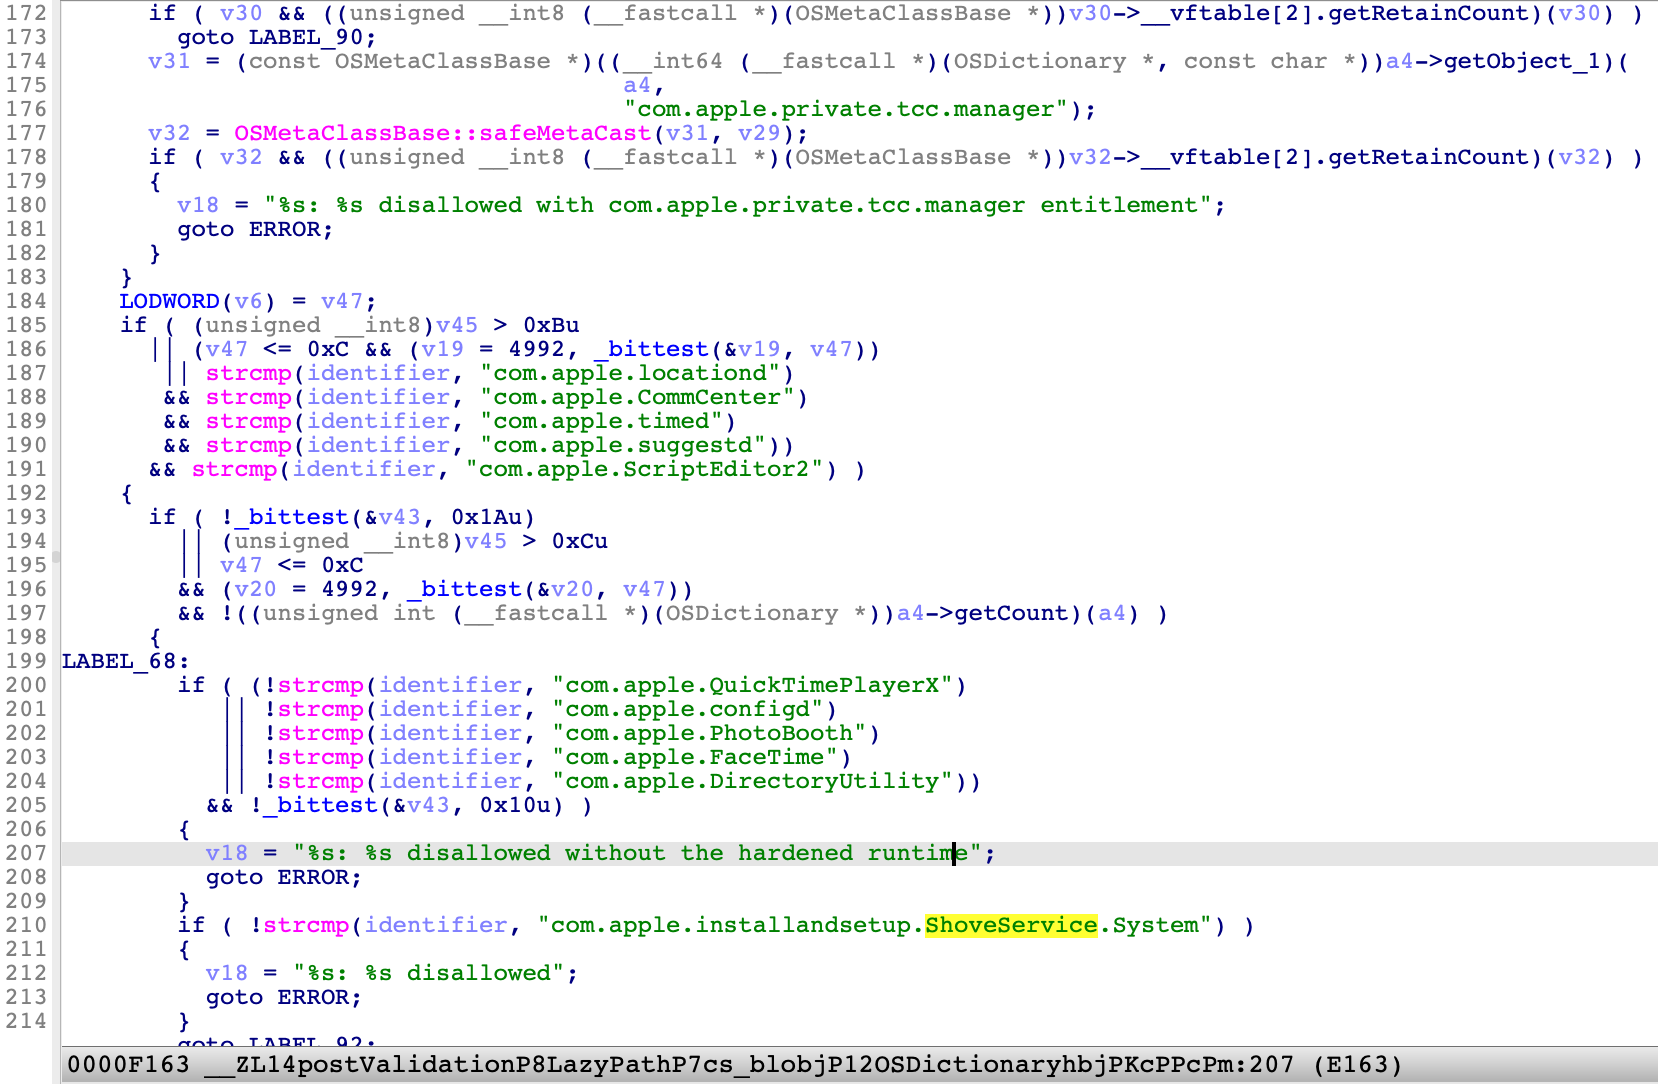 172 if ( v30 && ((unsigned __int8 (__fastcall *)(OSMetaClassBase *))v30->__vftable[2].getRetainCount)(v30) )
173 goto LABEL_90;
174 v31 = (const OSMetaClassBase *)((__int64 (__fastcall *)(OSDictionary *, const char *))a4->getObject_1)(
175 a4,
176 "com.apple.private.tcc.manager");
177 v32 = OSMetaClassBase::safeMetaCast(v31, v29);
178 if ( v32 && ((unsigned __int8 (__fastcall *)(OSMetaClassBase *))v32->__vftable[2].getRetainCount)(v32) )
179 {
180 v18 = "%s: %s disallowed with com.apple.private.tcc.manager entitlement";
181 goto ERROR;
182 }
183 }
184 LODWORD(v6) = v47;
185 if ( (unsigned __int8)v45 > 0xBu
186 || (v47 <= 0xC && (v19 = 4992, _bittest(&v19, v47))
187 || strcmp(identifier, "com.apple.locationd")
188 && strcmp(identifier, "com.apple.CommCenter")
189 && strcmp(identifier, "com.apple.timed")
190 && strcmp(identifier, "com.apple.suggestd"))
191 && strcmp(identifier, "com.apple.ScriptEditor2") )
192 {
193 if ( !_bittest(&v43, 0x1Au)
194 || (unsigned __int8)v45 > 0xCu
195 || v47 <= 0xC
196 && (v20 = 4992, _bittest(&v20, v47))
197 && !((unsigned int (__fastcall *)(OSDictionary *))a4->getCount)(a4) )
198 {
199 LABEL_68:
200 if ( (!strcmp(identifier, "com.apple.QuickTimePlayerX")
201 || !strcmp(identifier, "com.apple.configd")
202 || !strcmp(identifier, "com.apple.PhotoBooth")
203 || !strcmp(identifier, "com.apple.FaceTime")
204 || !strcmp(identifier, "com.apple.DirectoryUtility"))
205 && !_bittest(&v43, 0x10u) )
206 {
207 v18 = "%s: %s disallowed without the hardened runtime";
208 goto ERROR;
209 }
210 if ( !strcmp(identifier, "com.apple.installandsetup.ShoveService.System") )
211 {
212 v18 = "%s: %s disallowed";
213 goto ERROR;
214 }
goto LABEL_92;
0000F163 __ZL14postValidationP8LazyPathP7cs_blobjP12OSDictionaryhbjPKcPPcPm:207 (E163)